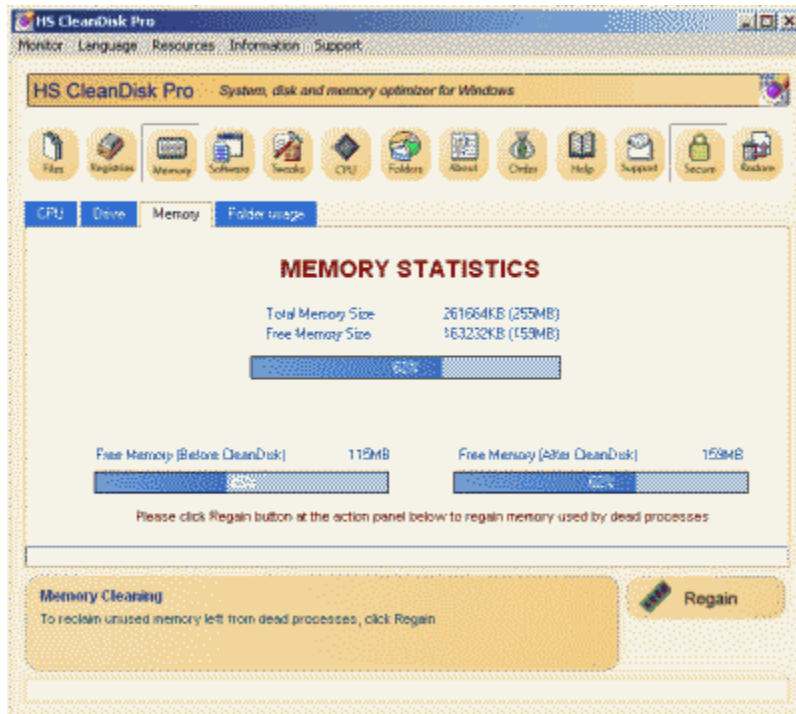 HS CleanDisk Pro
Monitor Language Resources Information Support
HS CleanDisk Pro System, disk and memory optimizer for Windows
Files Registries Memory Software Tweaks CPU Folders About Order Help Support Secure Restore
CPU Drive Memory Folder usage
MEMORY STATISTICS
Total Memory Size 261664KB (255MB)
Free Memory Size 163232KB (159MB)
62%
Free Memory (Before CleanDisk) 115MB Free Memory (After CleanDisk) 159MB
45% 62%
Please click Regain button at the action panel below to regain memory used by dead processes
Memory Cleaning
To reclaim unused memory left from dead processes, click Regain
Regain